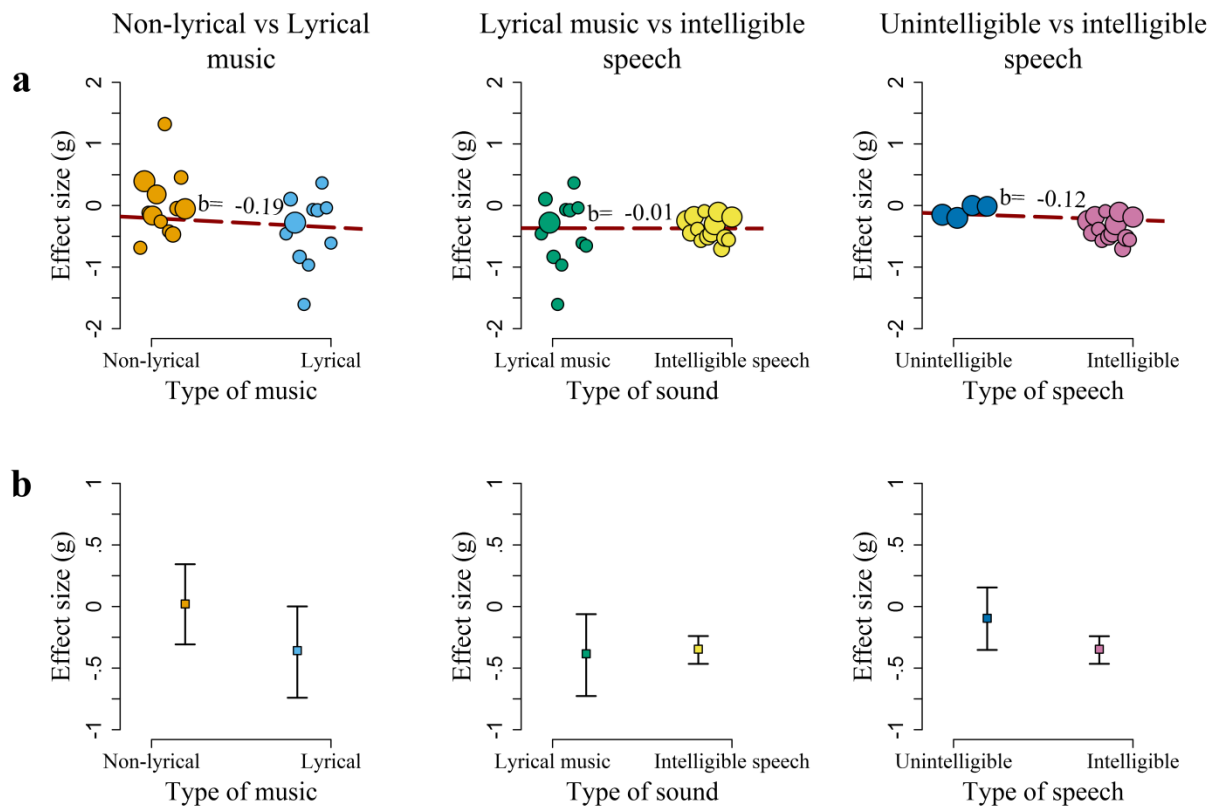 Non-lyrical vs Lyrical
music
Lyrical music vs intelligible
speech
Unintelligible vs intelligible
speech
a
Effect size (g)
2
1
0
-1
-2
b= -0.19
Non-lyrical
Lyrical
Type of music
Effect size (g)
2
1
0
-1
-2
b= -0.01
Lyrical music
Intelligible speech
Type of sound
Effect size (g)
2
1
0
-1
-2
b= -0.12
Unintelligible
Intelligible
Type of speech
b
Effect size (g)
1
.5
0
-.5
-1
Non-lyrical
Lyrical
Type of music
Effect size (g)
1
.5
0
-.5
-1
Lyrical music
Intelligible speech
Type of sound
Effect size (g)
1
.5
0
-.5
-1
Unintelligible
Intelligible
Type of speech